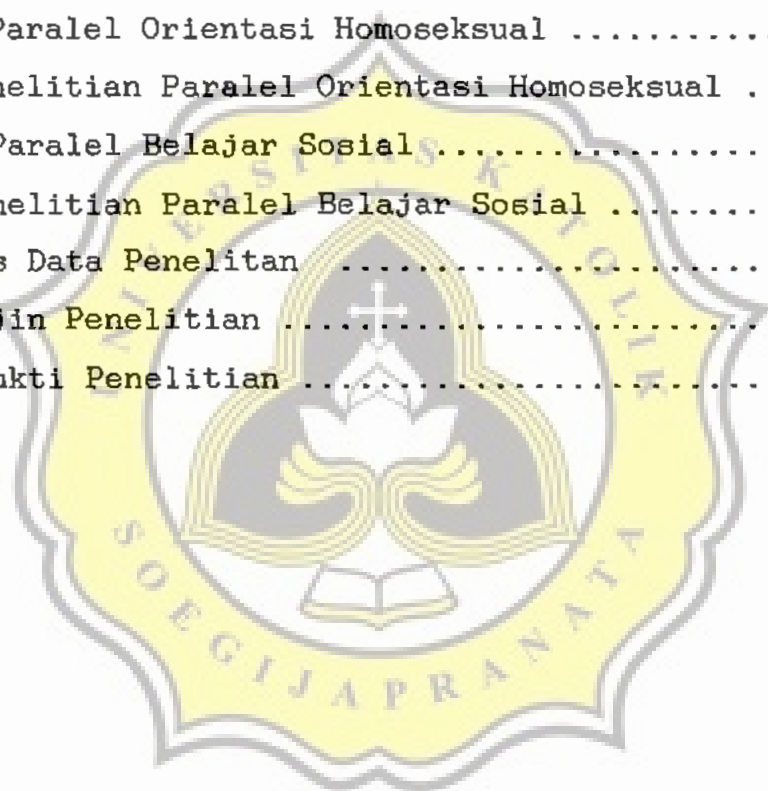 Paralel Orientasi Homoseksual ...........
nelitian Paralel Orientasi Homoseksual .
Paralel Belajar Sosial .................
nelitian Paralel Belajar Sosial ........
s Data Penelitan ......................
jin Penelitian .........................
ukti Penelitian ........................
UNIVERSITAS KATOLIK
SOEGIJAPRANATA